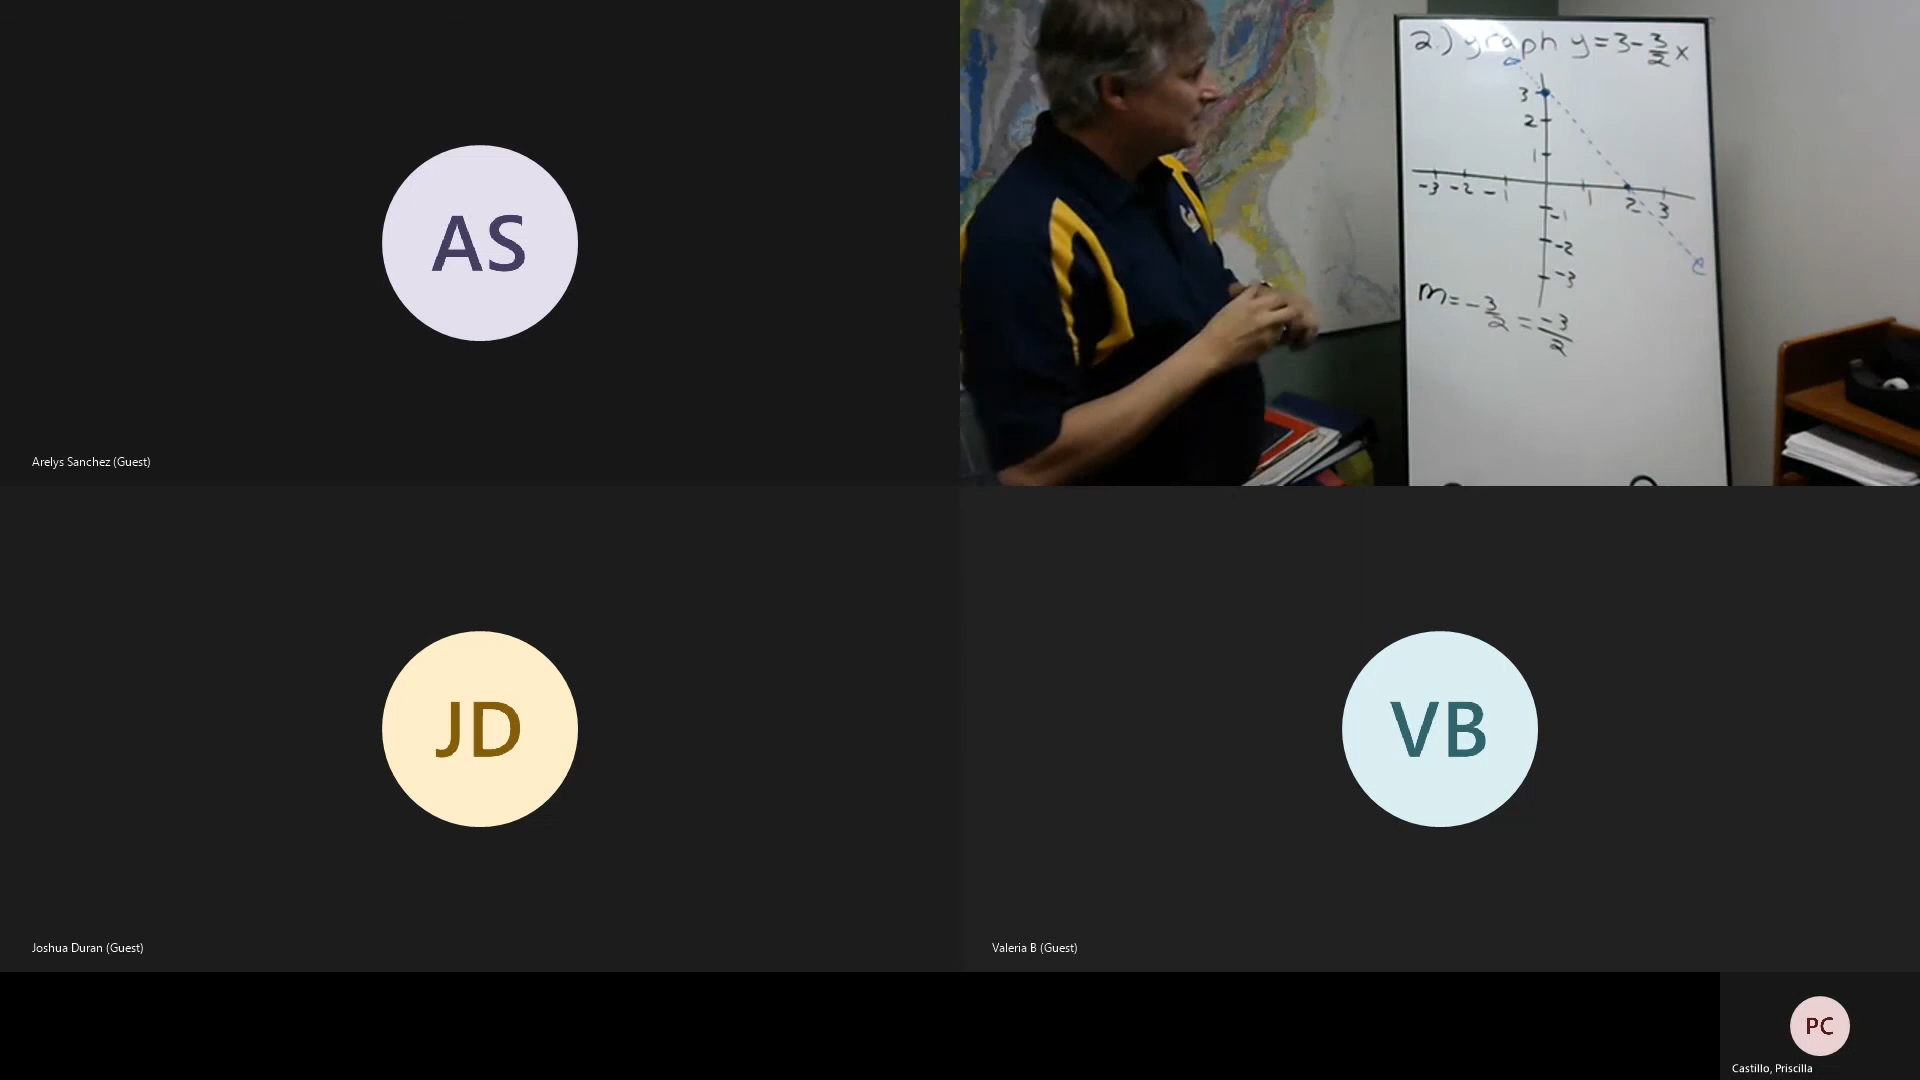 AS
Arelys Sanchez (Guest)
2.) graph y=3-3/2 x
3
2
1
-3 -2 -1 1 2 3
-1
-2
-3
m=-3/2 = -3/2
JD
Joshua Duran (Guest)
VB
Valeria B (Guest)
PC
Castillo, Priscilla